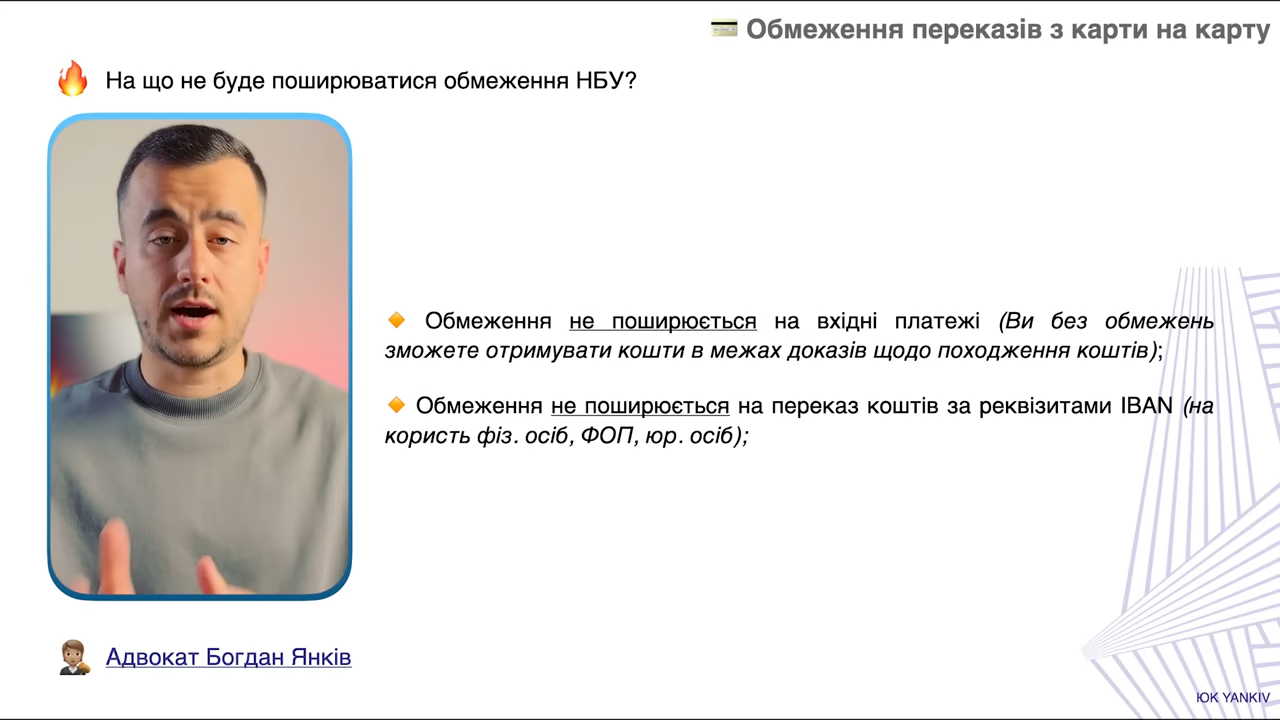 Обмеження переказів з карти на карту
На що не буде поширюватися обмеження НБУ?
Обмеження не поширюється на вхідні платежі (Ви без обмежень
зможете отримувати кошти в межах доказів щодо походження коштів);
Обмеження не поширюється на переказ коштів за реквізитами IBAN (на
користь фіз. осіб, ФОП, юр. осіб);
Адвокат Богдан Янків
ЮК YANKIV